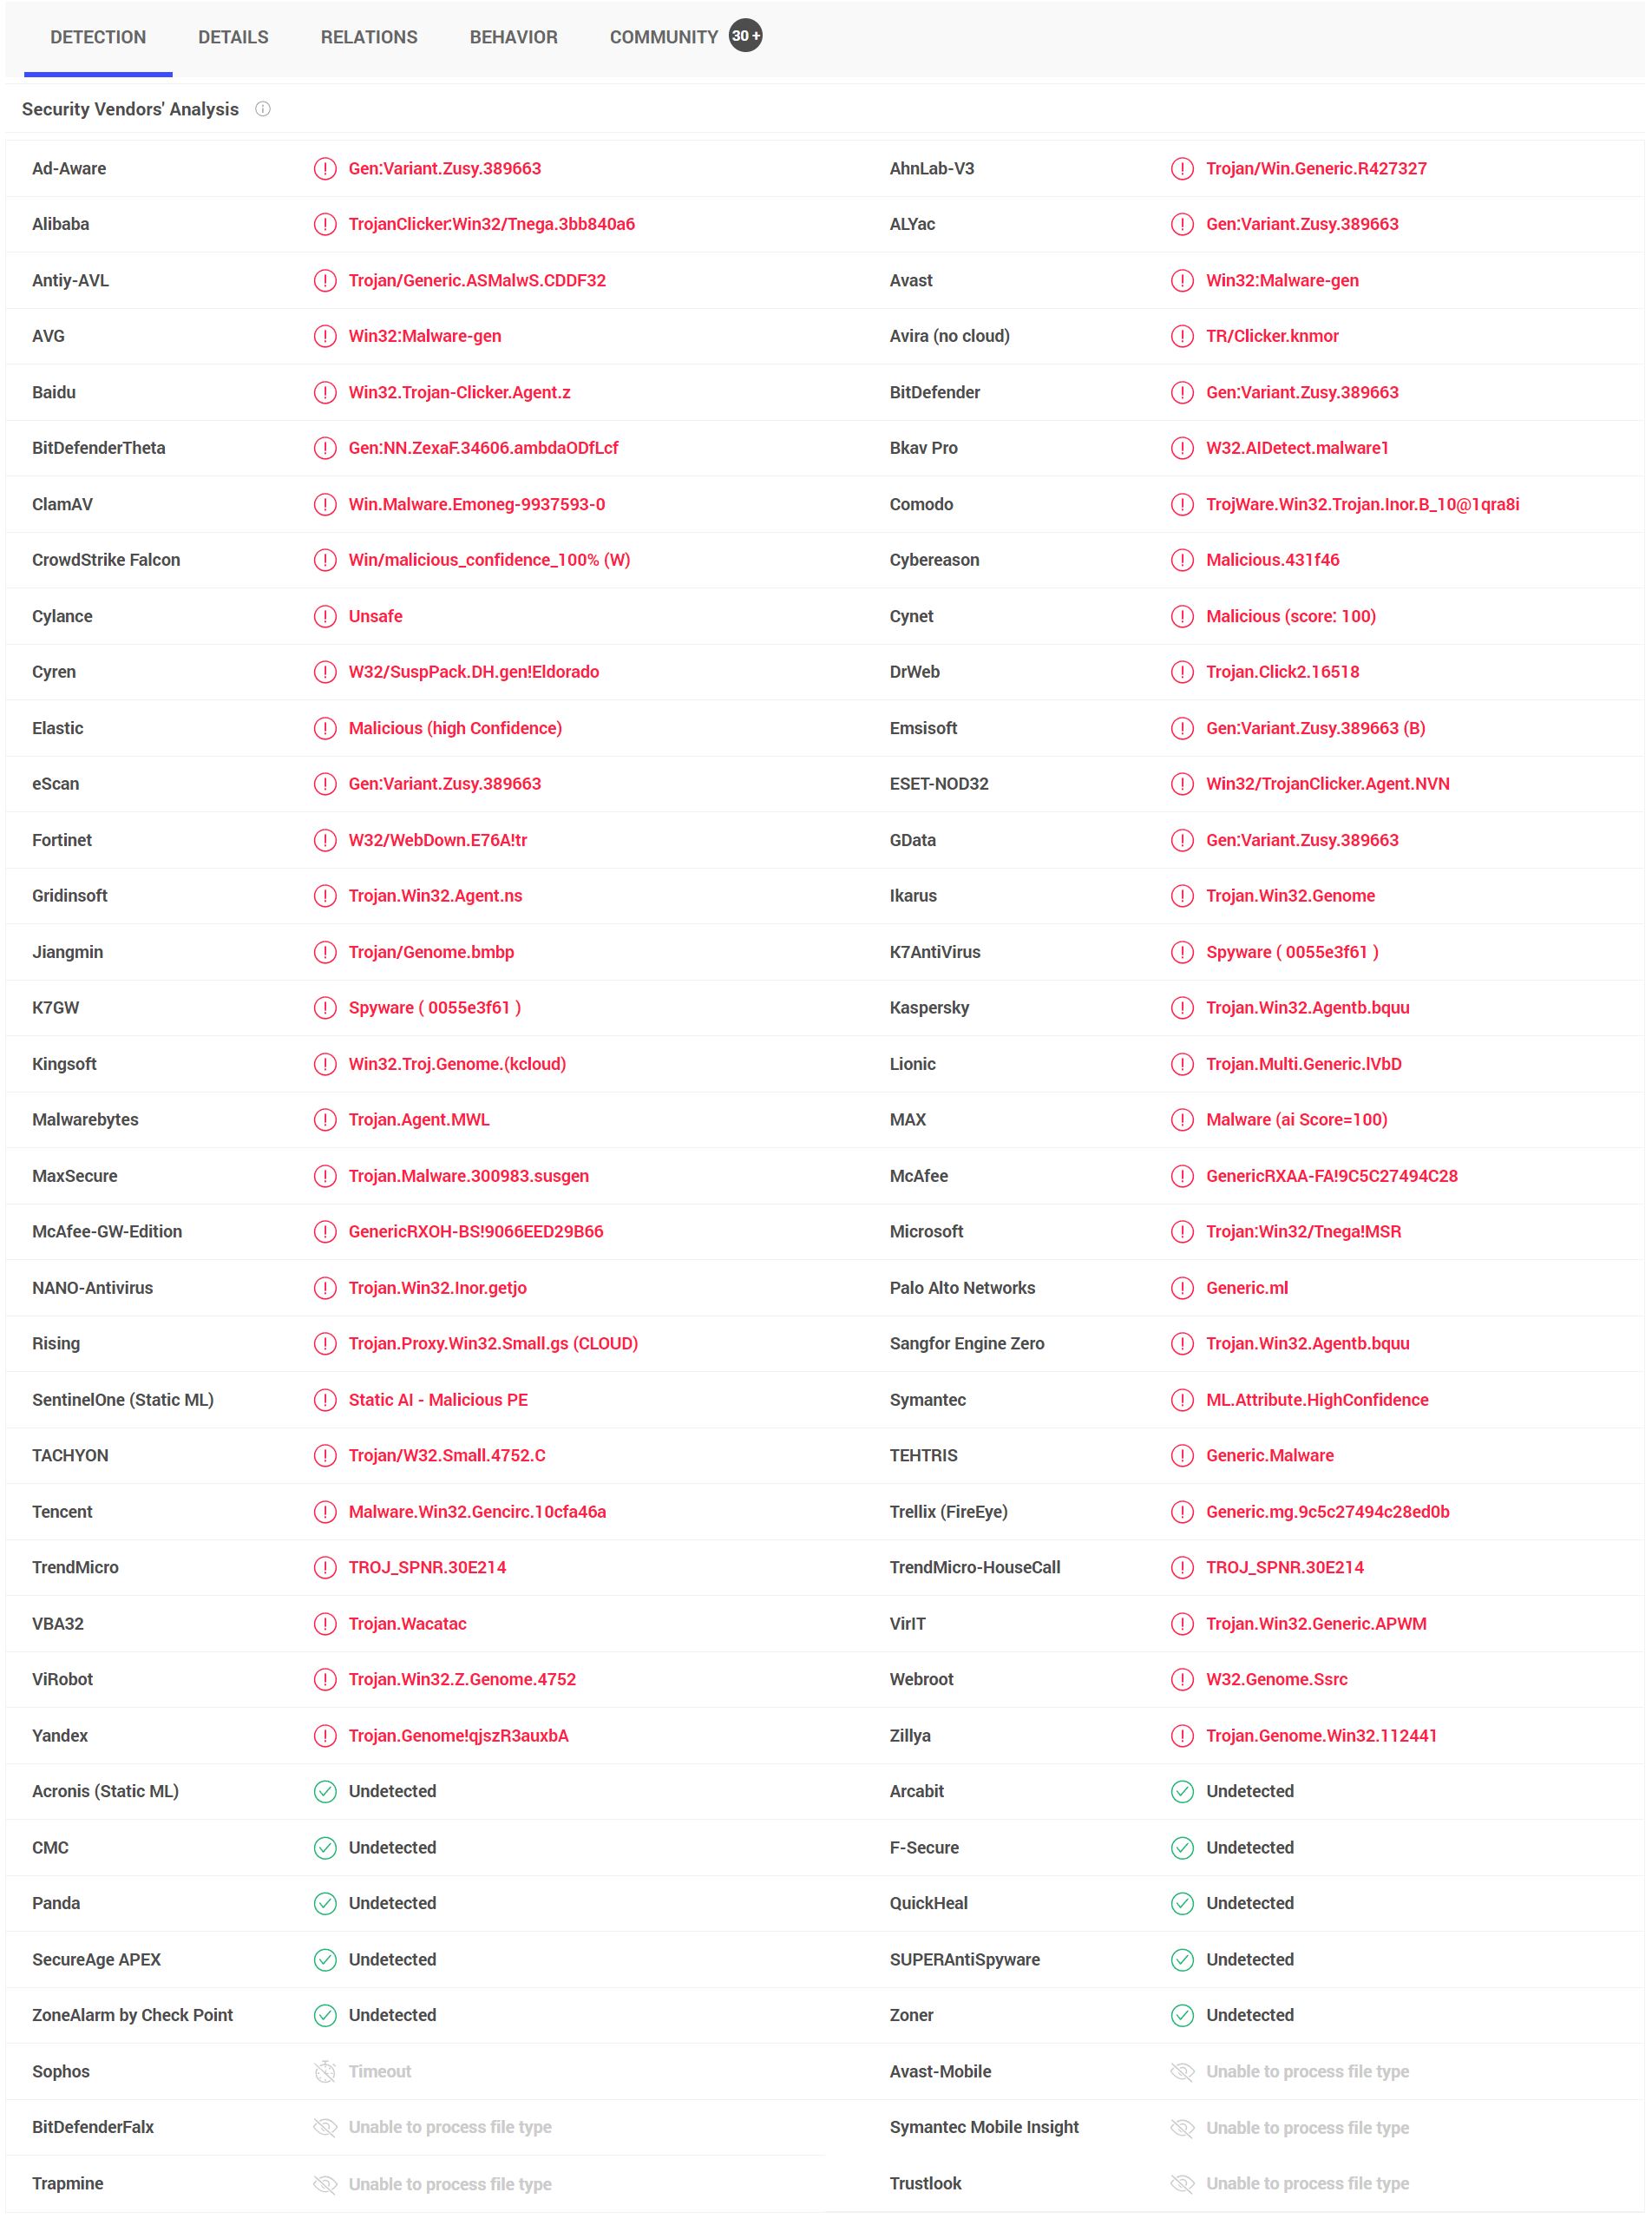 DETECTION DETAILS RELATIONS BEHAVIOR COMMUNITY 30+
Security Vendors' Analysis
Ad-Aware Gen:Variant.Zusy.389663 AhnLab-V3 Trojan/Win.Generic.R427327
Alibaba TrojanClicker:Win32/Tnega.3bb840a6 ALYac Gen:Variant.Zusy.389663
Antiy-AVL Trojan/Generic.ASMalwS.CDDF32 Avast Win32:Malware-gen
AVG Win32:Malware-gen Avira (no cloud) TR/Clicker.knmor
Baidu Win32.Trojan-Clicker.Agent.z BitDefender Gen:Variant.Zusy.389663
BitDefenderTheta Gen:NN.ZexaF.34606.ambdaODfLcf Bkav Pro W32.AIDetect.malware1
ClamAV Win.Malware.Emoneg-9937593-0 Comodo TrojWare.Win32.Trojan.Inor.B_10@1qra8i
CrowdStrike Falcon Win/malicious_confidence_100% (W) Cybereason Malicious.431f46
Cylance Unsafe Cynet Malicious (score: 100)
Cyren W32/SuspPack.DH.gen!Eldorado DrWeb Trojan.Click2.16518
Elastic Malicious (high Confidence) Emsisoft Gen:Variant.Zusy.389663 (B)
eScan Gen:Variant.Zusy.389663 ESET-NOD32 Win32/TrojanClicker.Agent.NVN
Fortinet W32/WebDown.E76A!tr GData Gen:Variant.Zusy.389663
Gridinsoft Trojan.Win32.Agent.ns Ikarus Trojan.Win32.Genome
Jiangmin Trojan/Genome.bmbp K7AntiVirus Spyware ( 0055e3f61 )
K7GW Spyware ( 0055e3f61 ) Kaspersky Trojan.Win32.Agentb.bquu
Kingsoft Win32.Troj.Genome.(kcloud) Lionic Trojan.Multi.Generic.lVbD
Malwarebytes Trojan.Agent.MWL MAX Malware (ai Score=100)
MaxSecure Trojan.Malware.300983.susgen McAfee GenericRXAA-FA!9C5C27494C28
McAfee-GW-Edition GenericRXOH-BS!9066EED29B66 Microsoft Trojan:Win32/Tnega!MSR
NANO-Antivirus Trojan.Win32.Inor.getjo Palo Alto Networks Generic.ml
Rising Trojan.Proxy.Win32.Small.gs (CLOUD) Sangfor Engine Zero Trojan.Win32.Agentb.bquu
SentinelOne (Static ML) Static AI - Malicious PE Symantec ML.Attribute.HighConfidence
TACHYON Trojan/W32.Small.4752.C TEHTRIS Generic.Malware
Tencent Malware.Win32.Gencirc.10cfa46a Trellix (FireEye) Generic.mg.9c5c27494c28ed0b
TrendMicro TROJ_SPNR.30E214 TrendMicro-HouseCall TROJ_SPNR.30E214
VBA32 Trojan.Wacatac VirIT Trojan.Win32.Generic.APWM
ViRobot Trojan.Win32.Z.Genome.4752 Webroot W32.Genome.Ssrc
Yandex Trojan.Genome!qjszR3auxbA Zillya Trojan.Genome.Win32.112441
Acronis (Static ML) Undetected Arcabit Undetected
CMC Undetected F-Secure Undetected
Panda Undetected QuickHeal Undetected
SecureAge APEX Undetected SUPERAntiSpyware Undetected
ZoneAlarm by Check Point Undetected Zoner Undetected
Sophos Timeout Avast-Mobile Unable to process file type
BitDefenderFalx Unable to process file type Symantec Mobile Insight Unable to process file type
Trapmine Unable to process file type Trustlook Unable to process file type